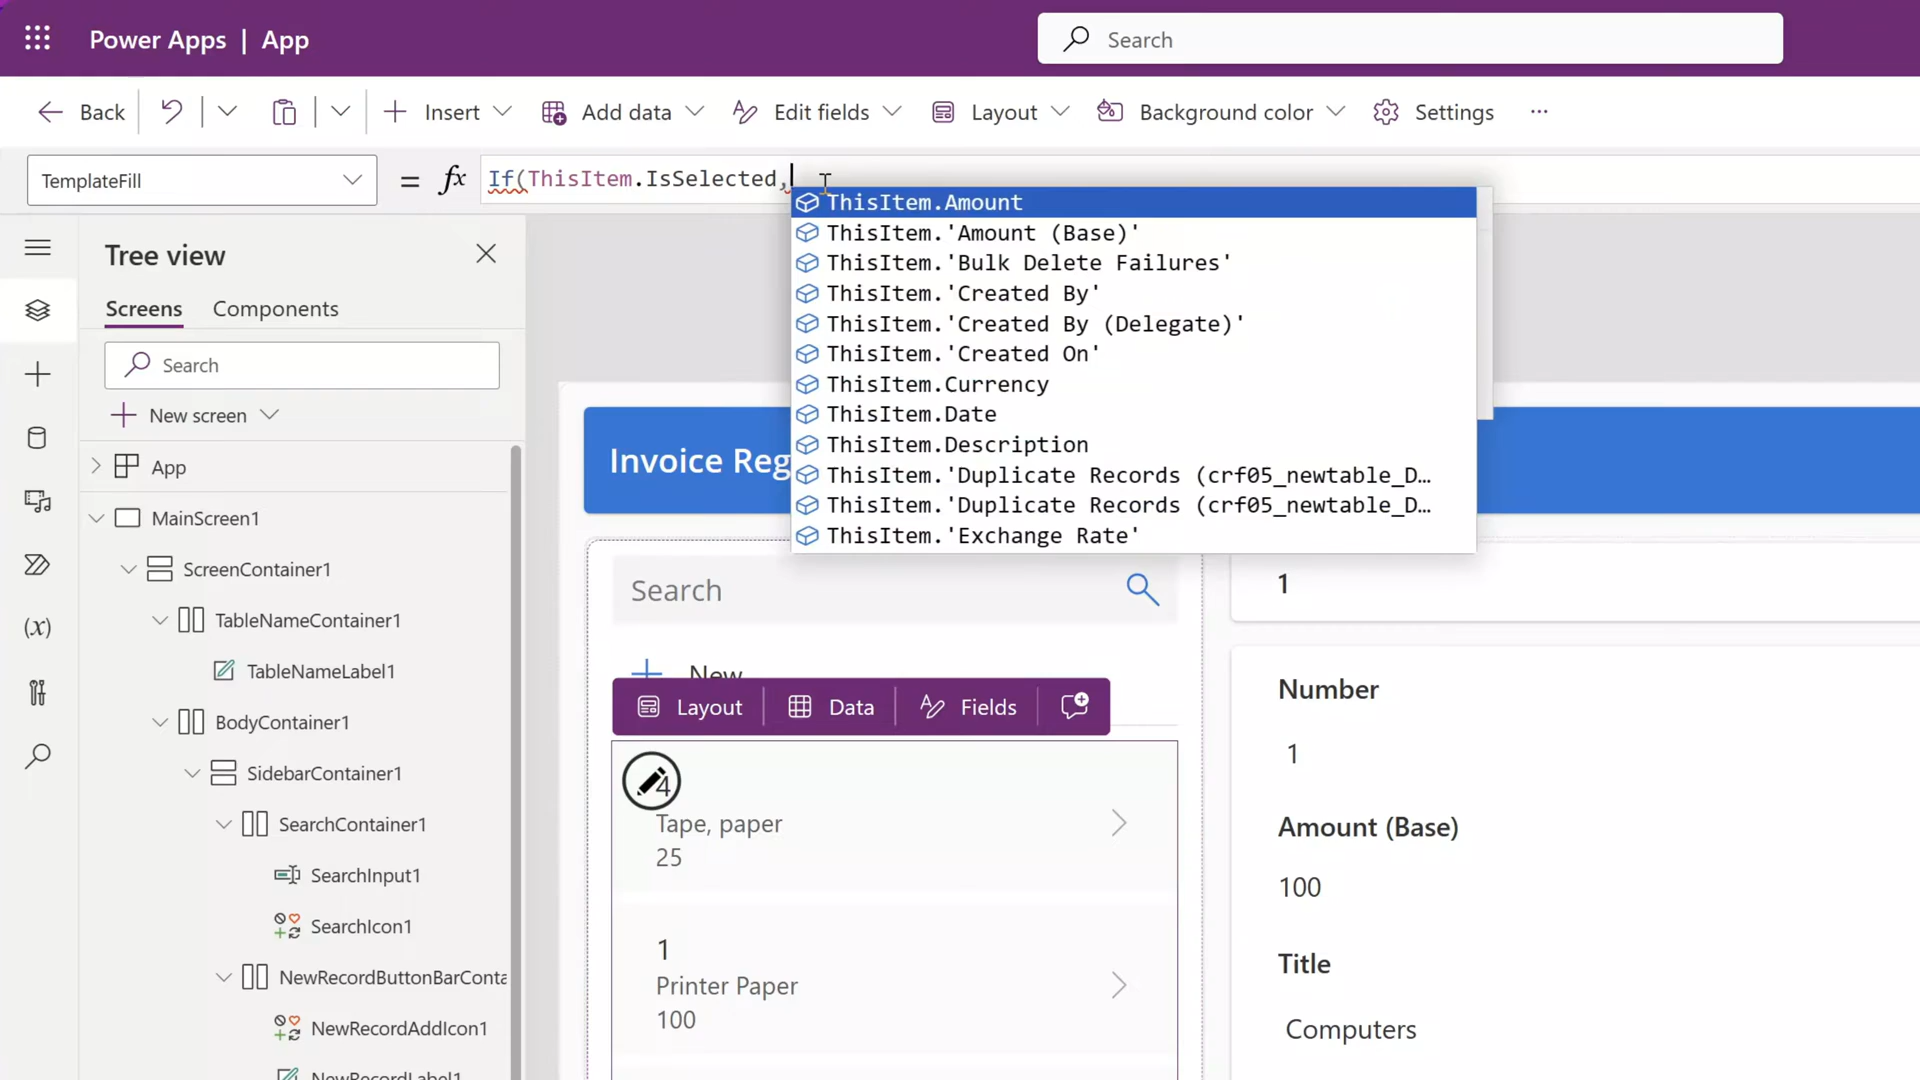 Power Apps | App
Search
Back
Insert
Add data
Edit fields
Layout
Background color
Settings
...
TemplateFill
= fx
If(ThisItem.IsSelected,
ThisItem.Amount
ThisItem.'Amount (Base)'
ThisItem.'Bulk Delete Failures'
ThisItem.'Created By'
ThisItem.'Created By (Delegate)'
ThisItem.'Created On'
ThisItem.Currency
ThisItem.Date
ThisItem.Description
ThisItem.'Duplicate Records (crf05_newtable_D…
ThisItem.'Duplicate Records (crf05_newtable_D…
ThisItem.'Exchange Rate'
Tree view
Screens
Components
Search
New screen
App
MainScreen1
ScreenContainer1
TableNameContainer1
TableNameLabel1
BodyContainer1
SidebarContainer1
SearchContainer1
SearchInput1
SearchIcon1
NewRecordButtonBarConta
NewRecordAddIcon1
NewRecordLabel1
(x)
Invoice Reg
Search
New
Layout
Data
Fields
4
Tape, paper
25
1
Printer Paper
100
1
Number
1
Amount (Base)
100
Title
Computers